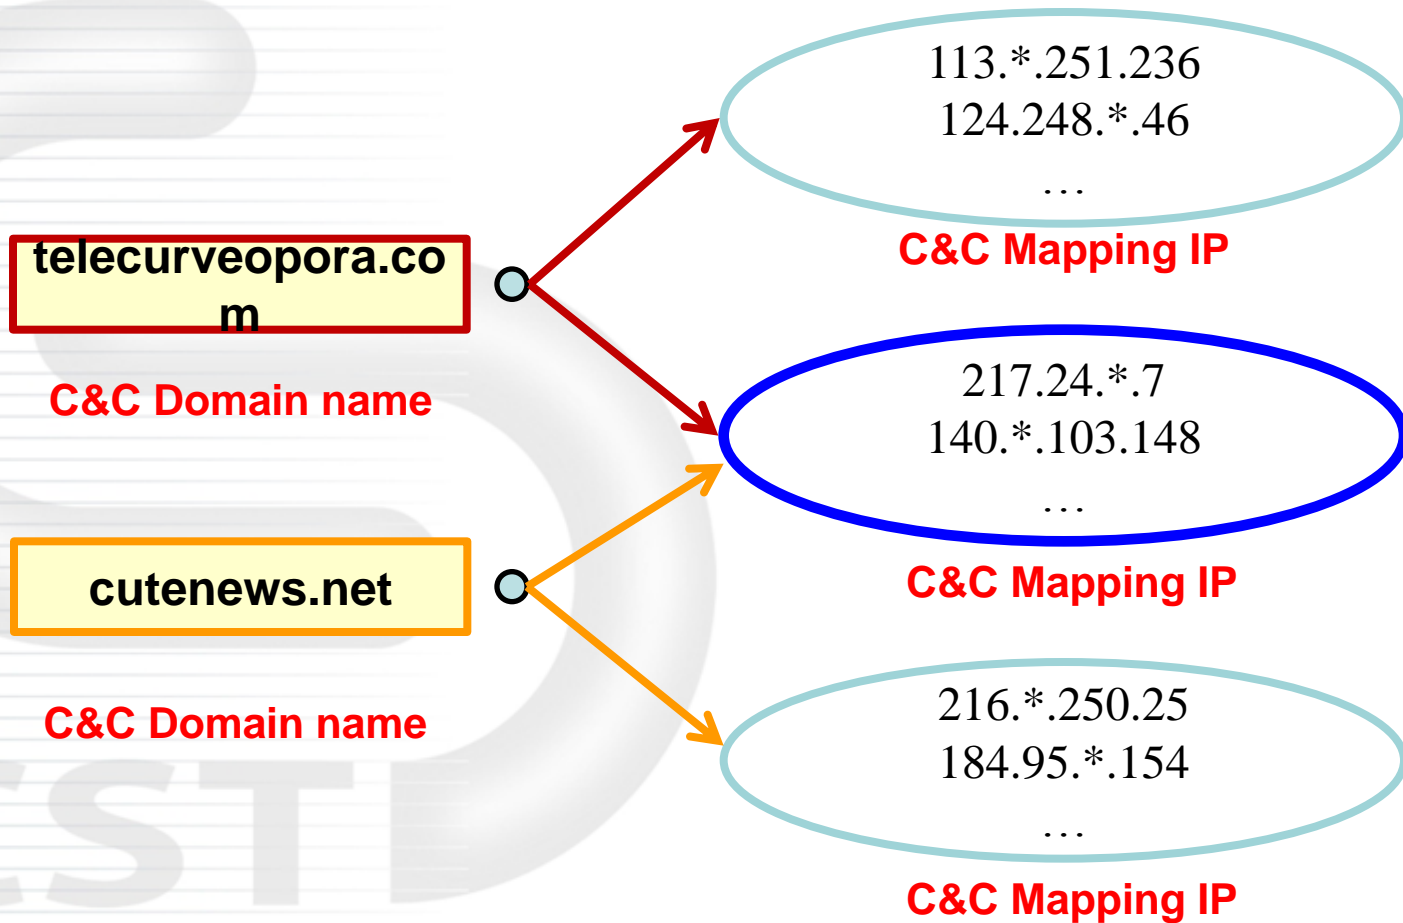 telecurveopora.co
m
C&C Domain name
cutenews.net
C&C Domain name
113.*.251.236
124.248.*.46
…
C&C Mapping IP
217.24.*.7
140.*.103.148
…
C&C Mapping IP
216.*.250.25
184.95.*.154
…
C&C Mapping IP